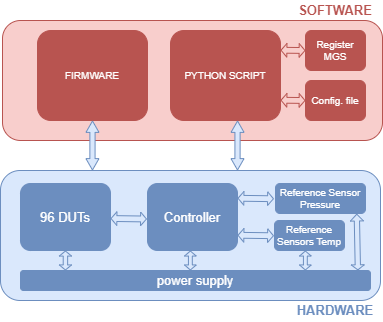 SOFTWARE
FIRMWARE
PYTHON SCRIPT
Register
MGS
Config. file
96 DUTs
Controller
Reference Sensor
Pressure
Reference
Sensors Temp
power supply
HARDWARE